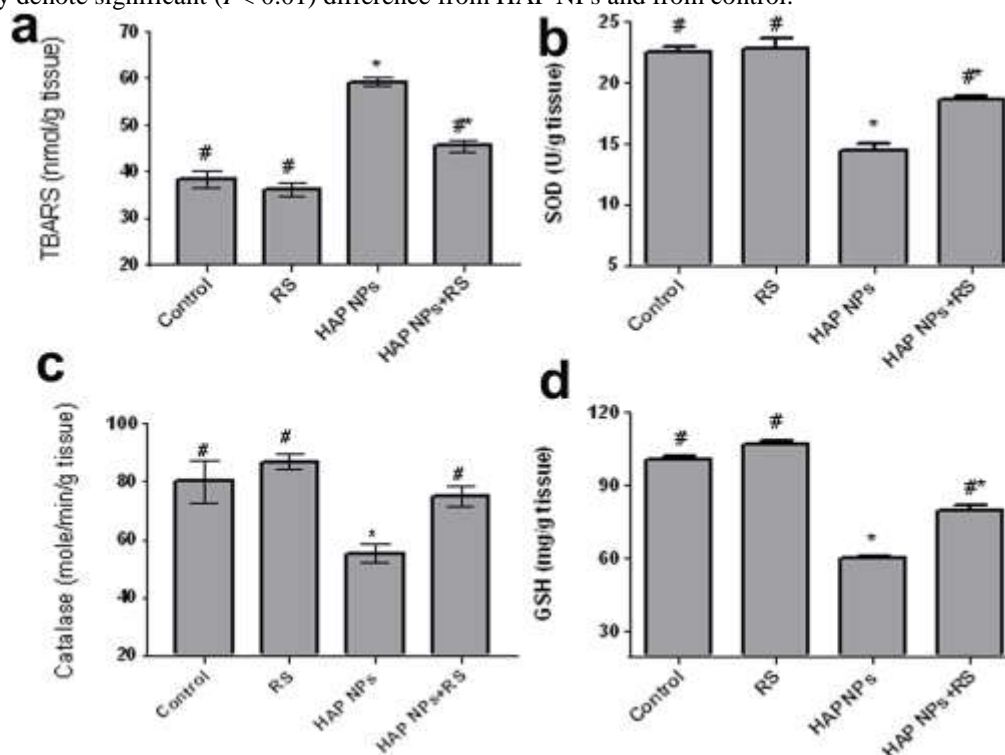 y denote significant (P < 0.01) difference from HAP NPs and from control.
a
TBARS (nmol/g tissue)
70
60
50
40
30
20
#
#
*
#*
Control
RS
HAP NPs
HAP NPs+RS
b
SOD (U/g tissue)
25
20
15
10
5
#
#
*
#*
Control
RS
HAP NPs
HAP NPs+RS
c
Catalase (mole/min/g tissue)
100
80
60
40
20
#
#
*
#
Control
RS
HAP NPs
HAP NPs+RS
d
GSH (mg/g tissue)
120
90
60
30
#
#
*
#*
Control
RS
HAP NPs
HAP NPs+RS